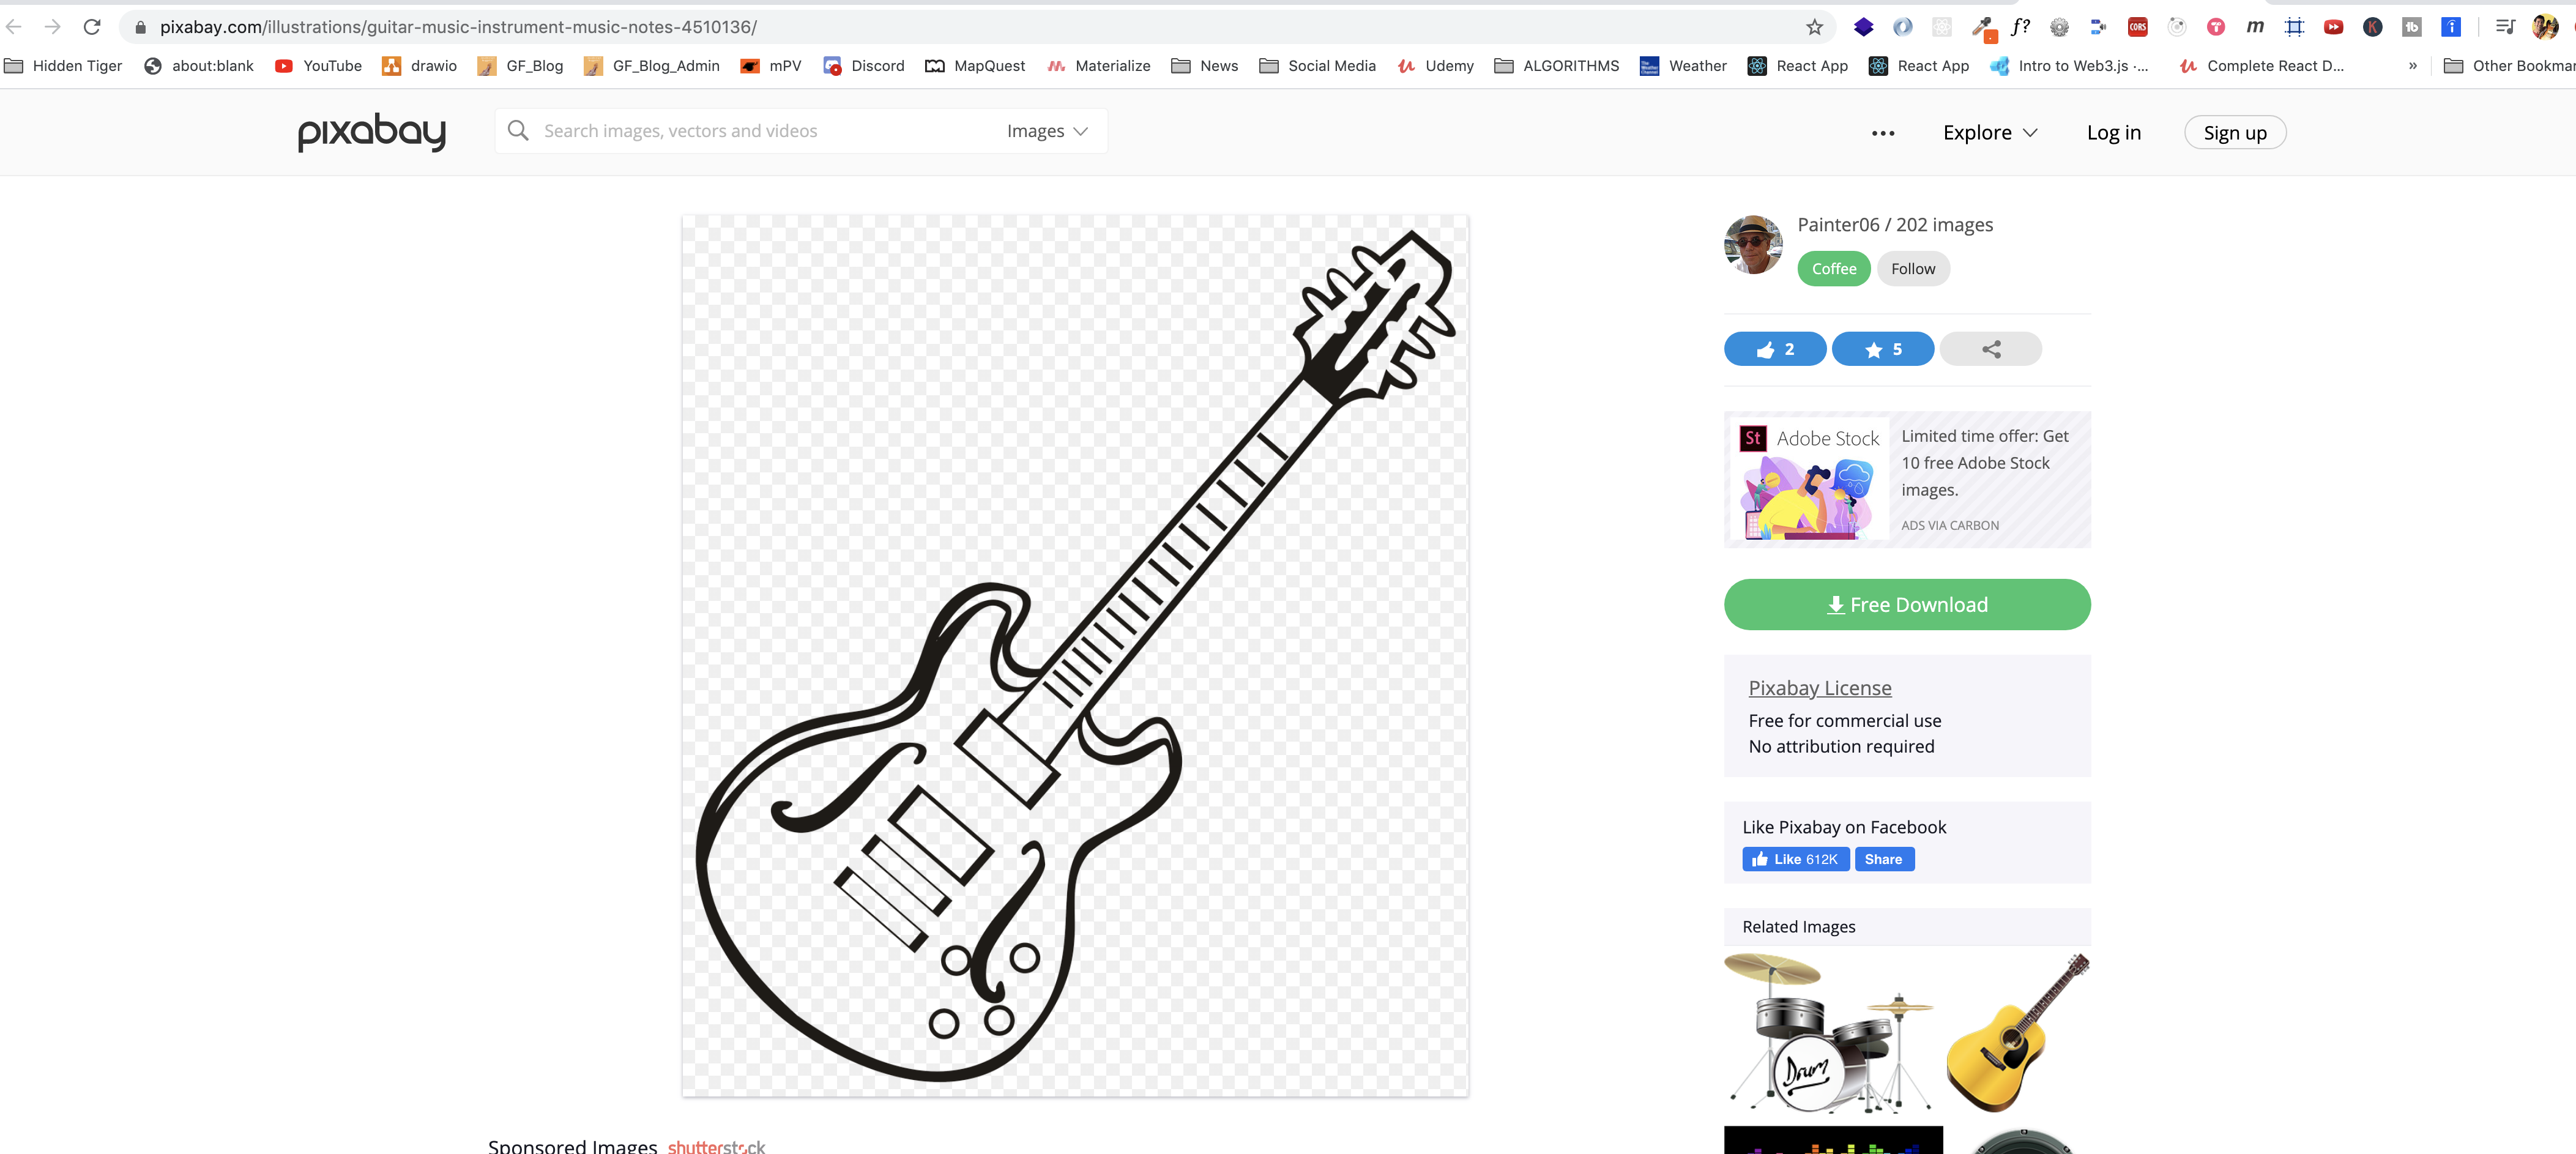 pixabay.com/illustrations/guitar-music-instrument-music-notes-4510136/
f?
CORS
m
K
Hidden Tiger about:blank YouTube drawio GF_Blog GF_Blog_Admin mPV Discord MapQuest Materialize News Social Media Udemy ALGORITHMS Weather React App React App Intro to Web3.js -... Complete React D... » Other Bookmar
pixabay
Search images, vectors and videos
Images
Explore
Log in
Sign up
Painter06 / 202 images
Coffee Follow
2 5
St Adobe Stock
Limited time offer: Get
10 free Adobe Stock
images.
ADS VIA CARBON
Free Download
Pixabay License
Free for commercial use
No attribution required
Like Pixabay on Facebook
Like 612K Share
Related Images
Drum
Sponsored Images shutterstock